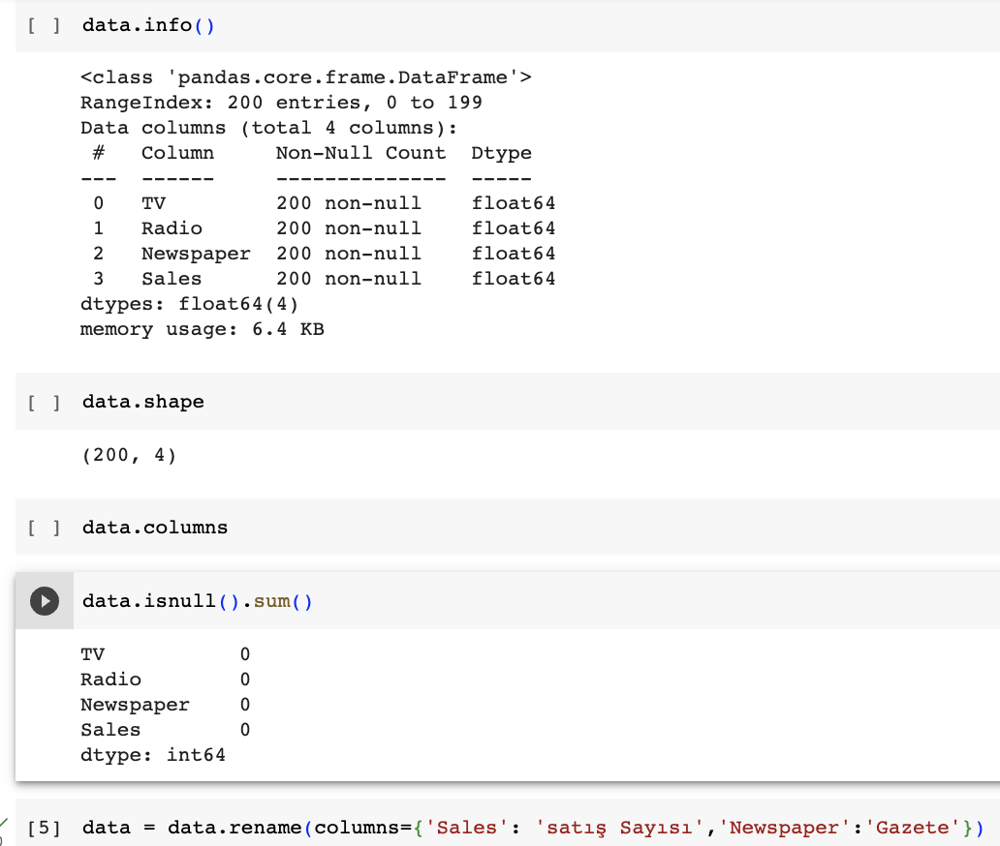 [ ] data.info()
<class 'pandas.core.frame.DataFrame'>
RangeIndex: 200 entries, 0 to 199
Data columns (total 4 columns):
 #   Column     Non-Null Count  Dtype
---  ------     --------------  -----
 0   TV         200 non-null    float64
 1   Radio      200 non-null    float64
 2   Newspaper  200 non-null    float64
 3   Sales      200 non-null    float64
dtypes: float64(4)
memory usage: 6.4 KB
[ ] data.shape
(200, 4)
[ ] data.columns
data.isnull().sum()
TV           0
Radio        0
Newspaper    0
Sales        0
dtype: int64
[5] data = data.rename(columns={'Sales': 'satış Sayısı','Newspaper':'Gazete'})